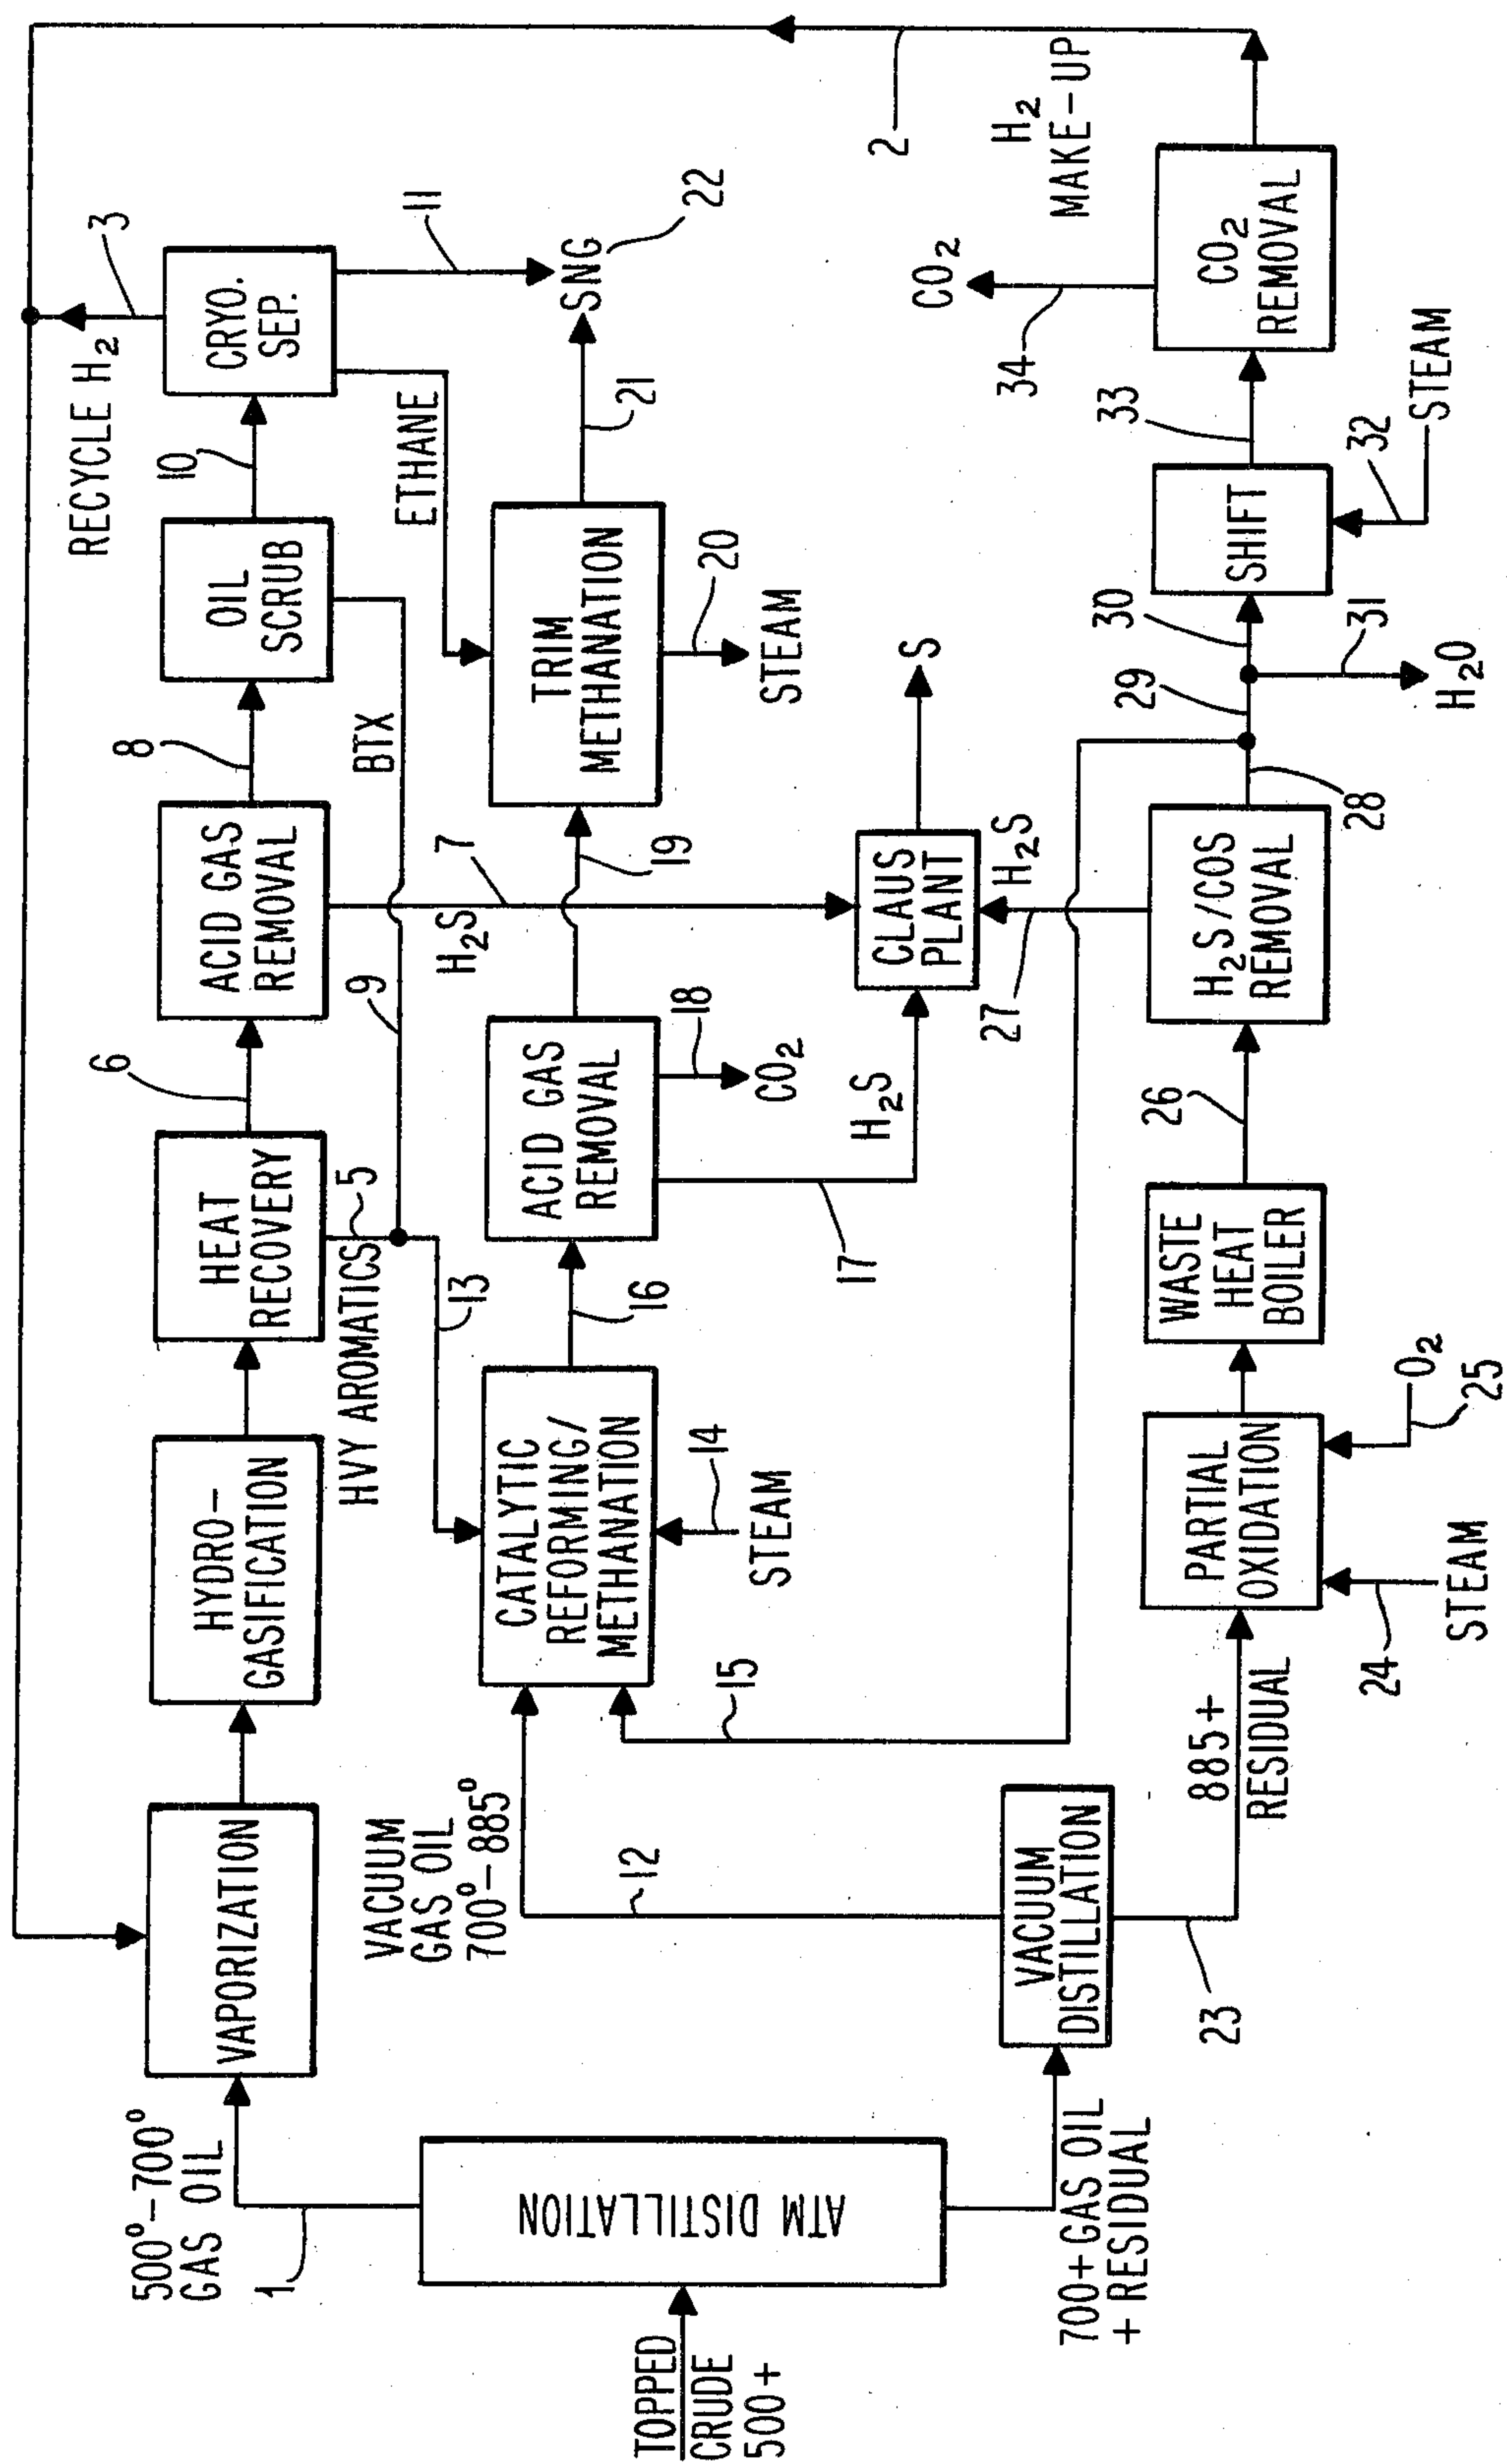 TOPPED
CRUDE
500+
ATM DISTILLATION
500°-700°
GAS OIL
1
VAPORIZATION
HYDRO-
GASIFICATION
HEAT
RECOVERY
HVY AROMATICS
5
6
ACID GAS
REMOVAL
8
OIL
SCRUB
10
CRYO.
SEP.
RECYCLE H2
3
11
SNG
22
2
9
BTX
7
H2S
ETHANE
13
VACUUM
GAS OIL
700°-885°
12
CATALYTIC
REFORMING/
METHANATION
14
STEAM
15
16
ACID GAS
REMOVAL
18
CO2
17
H2S
19
TRIM
METHANATION
20
STEAM
21
CLAUS
PLANT
S
H2S
27
700+GAS OIL
+ RESIDUAL
VACUUM
DISTILLATION
23
885+
RESIDUAL
PARTIAL
OXIDATION
24
STEAM
O2
25
WASTE
HEAT
BOILER
26
H2S/COS
REMOVAL
28
29
30
31
H2O
SHIFT
32
STEAM
33
CO2
REMOVAL
34
CO2
H2
MAKE-UP